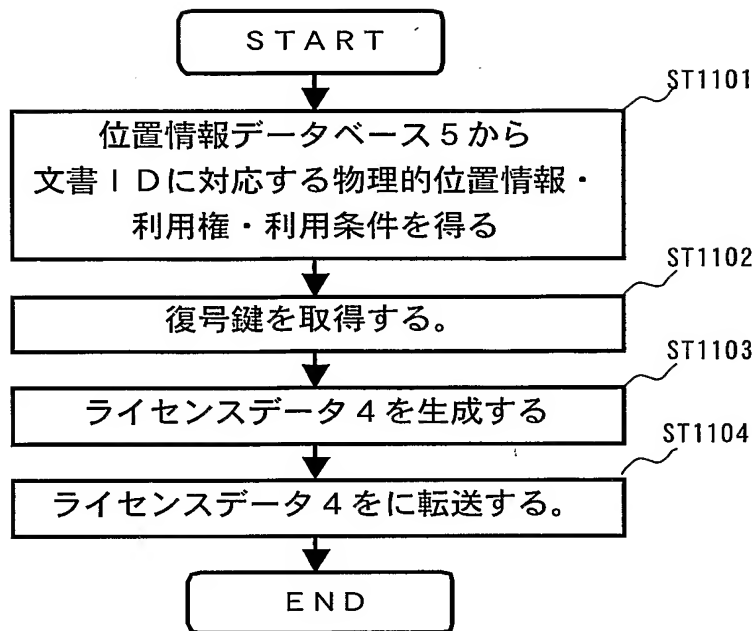 START
ST1101
位置情報データベース5から
文書IDに対応する物理的位置情報・
利用権・利用条件を得る
ST1102
復号鍵を取得する。
ST1103
ライセンスデータ4を生成する
ST1104
ライセンスデータ4をに転送する。
END